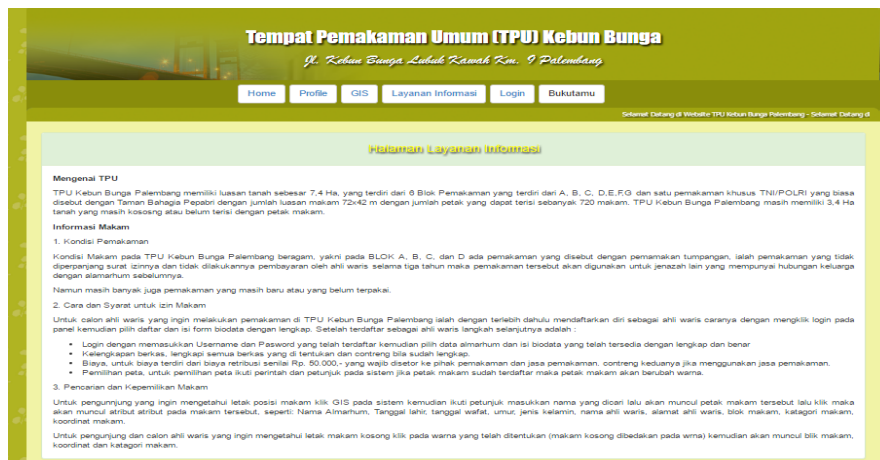 Tempat Pemakaman Umum (TPU) Kebun Bunga
Jl. Kebun Bunga Lubuk Kawah Km. 9 Palembang
Home Profile GIS Layanan Informasi Login Bukutamu
Selamat Datang di Website TPU Kebun Bunga Palembang - Selamat Datang d
Halaman Layanan Informasi
Mengenai TPU
TPU Kebun Bunga Palembang memiliki luasan tanah sebesar 7,4 Ha, yang terdiri dari 6 Blok Pemakaman yang terdiri dari A, B, C, D,E,F,G dan satu pemakaman khusus TNI/POLRI yang biasa
disebut dengan Taman Bahagia Pepabri dengan jumlah luasan makam 72x42 m dengan jumlah petak yang dapat terisi sebanyak 720 makam. TPU Kebun Bunga Palembang masih memiliki 3,4 Ha
tanah yang masih kososng atau belum terisi dengan petak makam.
Informasi Makam
1. Kondisi Pemakaman
Kondisi Makam pada TPU Kebun Bunga Palembang beragam, yakni pada BLOK A, B, C, dan D ada pemakaman yang disebut dengan pemamakan tumpangan, ialah pemakaman yang tidak
diperpanjang surat izinnya dan tidak dilakukannya pembayaran oleh ahli waris selama tiga tahun maka pemakaman tersebut akan digunakan untuk jenazah lain yang mempunyai hubungan keluarga
dengan alamarhum sebelumnya.
Namun masih banyak juga pemakaman yang masih baru atau yang belum terpakai.
2. Cara dan Syarat untuk izin Makam
Untuk calon ahli waris yang ingin melakukan pemakaman di TPU Kebun Bunga Palembang ialah dengan terlebih dahulu mendaftarkan diri sebagai ahli waris caranya dengan mengklik login pada
panel kemudian pilih daftar dan isi form biodata dengan lengkap. Setelah terdaftar sebagai ahli waris langkah selanjutnya adalah :
• Login dengan memasukkan Username dan Pasword yang telah terdaftar kemudian pilih data almarhum dan isi biodata yang telah tersedia dengan lengkap dan benar
• Kelengkapan berkas, lengkapi semua berkas yang di tentukan dan contreng bila sudah lengkap.
• Biaya, untuk biaya terdiri dari biaya retribusi senilai Rp. 50.000,- yang wajib disetor ke pihak pemakaman dan jasa pemakaman. contreng keduanya jika menggunakan jasa pemakaman.
• Pemilihan peta, untuk pemilihan peta ikuti perintah dan petunjuk pada sistem jika petak makam sudah terdaftar maka petak makam akan berubah warna.
3. Pencarian dan Kepemilikan Makam
Untuk pengunnjung yang ingin mengetahui letak posisi makam klik GIS pada sistem kemudian ikuti petunjuk masukkan nama yang dicari lalu akan muncul petak makam tersebut lalu klik maka
akan muncul atribut atribut pada makam tersebut, seperti: Nama Almarhum, Tanggal lahir, tanggal wafat, umur, jenis kelamin, nama ahli waris, alamat ahli waris, blok makam, katagori makam,
koordinat makam.
Untuk pengunjung dan calon ahli waris yang ingin mengetahui letak makam kosong klik pada warna yang telah ditentukan (makam kosong dibedakan pada wrna) kemudian akan muncul blik makam,
koordinat dan katagori makam.